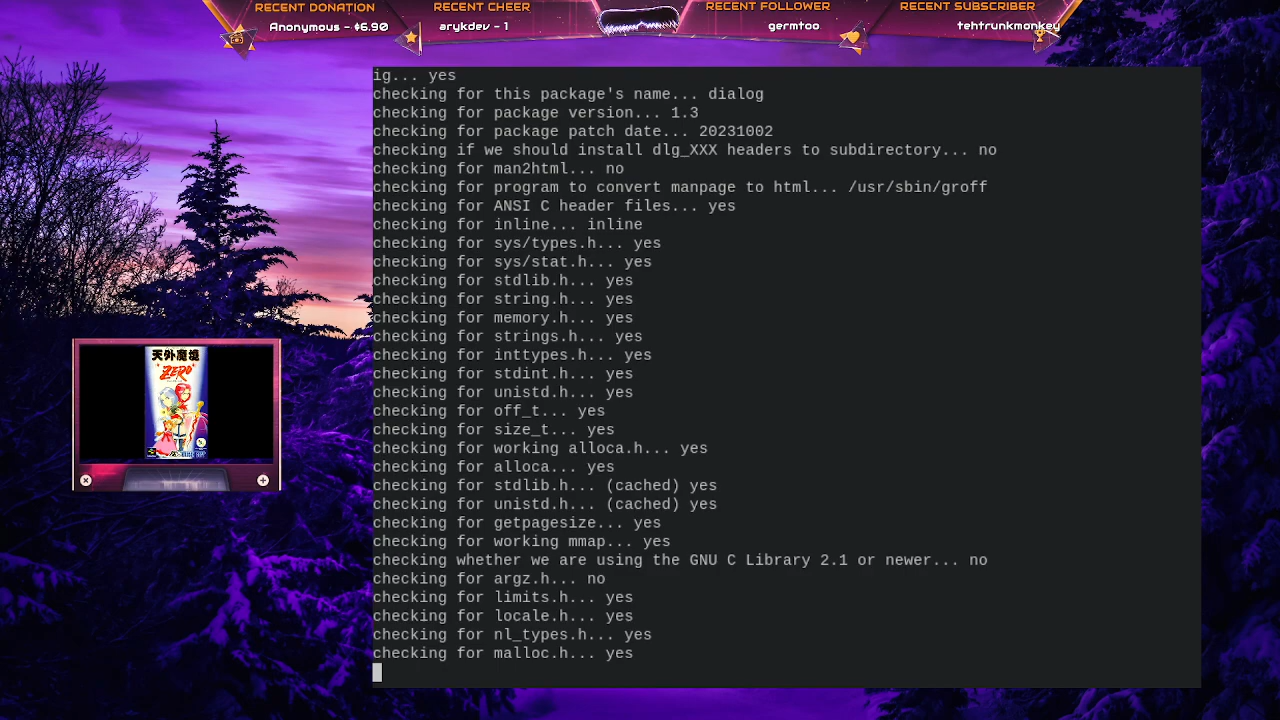 RECENT DONATION
Anonymous - $6.90
RECENT CHEER
arykdev - 1
RECENT FOLLOWER
germtoo
RECENT SUBSCRIBER
tehtrunkmonkey
ig... yes
checking for this package's name... dialog
checking for package version... 1.3
checking for package patch date... 20231002
checking if we should install dlg_XXX headers to subdirectory... no
checking for man2html... no
checking for program to convert manpage to html... /usr/sbin/groff
checking for ANSI C header files... yes
checking for inline... inline
checking for sys/types.h... yes
checking for sys/stat.h... yes
checking for stdlib.h... yes
checking for string.h... yes
checking for memory.h... yes
checking for strings.h... yes
checking for inttypes.h... yes
checking for stdint.h... yes
checking for unistd.h... yes
checking for off_t... yes
checking for size_t... yes
checking for working alloca.h... yes
checking for alloca... yes
checking for stdlib.h... (cached) yes
checking for unistd.h... (cached) yes
checking for getpagesize... yes
checking for working mmap... yes
checking whether we are using the GNU C Library 2.1 or newer... no
checking for argz.h... no
checking for limits.h... yes
checking for locale.h... yes
checking for nl_types.h... yes
checking for malloc.h... yes
天外魔境
ZERO